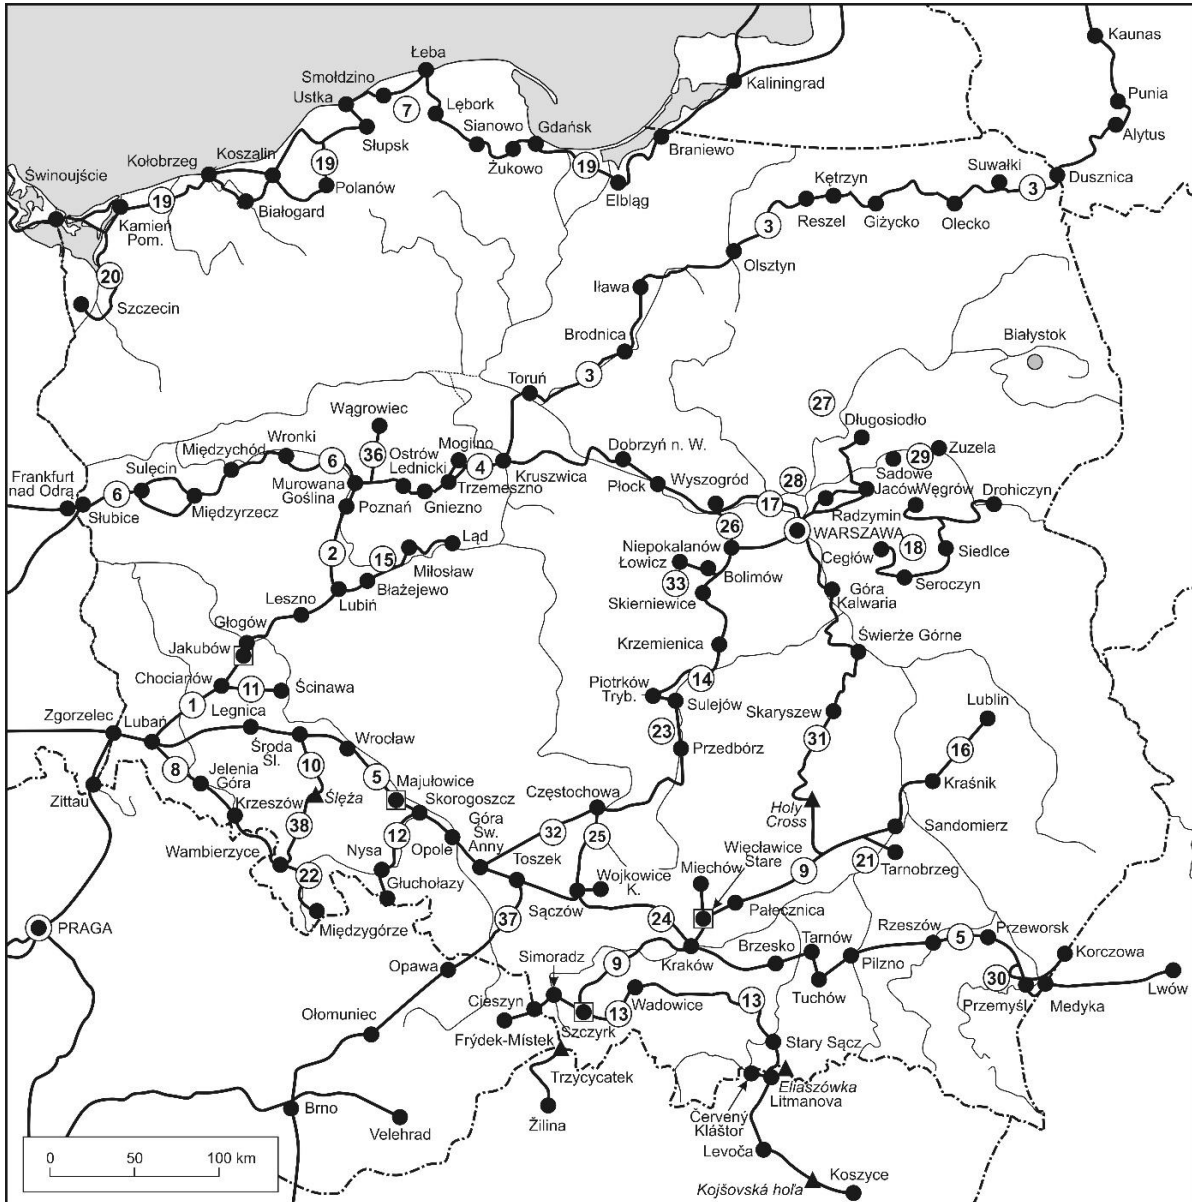 Łeba
Kaunas
Smołdzino
Kaliningrad
Ustka
7
Lębork
Punia
Słupsk
Sianowo
Gdańsk
Alytus
Braniewo
Kołobrzeg
Koszalin
19
Żukowo
19
Suwałki
Świnoujście
Polanów
Elbląg
Kętrzyn
3
Dusznica
19
Kamień
Pom.
Białogard
Reszel
Giżycko
Olecko
3
20
Olsztyn
Szczecin
Iława
Brodnica
Białystok
3
Toruń
27
Wągrowiec
Długosiodło
Wronki
Międzychód
Mogilno
Zuzela
29
Sulęcin
6
36
Ostrów
Lednicki
4
Dobrzyń n. W.
Sadowe
Frankfurt
nad Odrą
6
Murowana
Goślina
Trzemeszno
Kruszwica
Wyszogród
28
Jaców
Węgrów
Drohiczyn
Słubice
Międzyrzecz
Gniezno
Płock
17
Radzymin
Poznań
26
WARSZAWA
2
15
Ląd
Niepokalanów
Cegłów
18
Siedlce
Miłosław
Łowicz
Bolimów
Błażejewo
33
Seroczyn
Leszno
Lubiń
Skierniewice
Góra
Kalwaria
Głogów
Krzemienica
Świerże Górne
Jakubów
Chocianów
14
11
Ścinawa
Piotrków
Tryb.
1
Sulejów
Lublin
Zgorzelec
Lubań
Legnica
Skaryszew
23
31
16
Środa
Śl.
Wrocław
Przedbórz
8
10
5
Jelenia
Góra
Majułowice
Kraśnik
Zittau
Ślęża
Skorogoszcz
Częstochowa
Krzeszów
Holy
Cross
38
12
Góra
Św.
Anny
32
25
Sandomierz
Wambierzyce
Nysa
Opole
Toszek
Więcławice
Stare
21
Tarnobrzeg
22
Głuchołazy
Wojkowice
K.
Miechów
9
Pałecznica
Międzygórze
Sączów
37
24
Rzeszów
5
Przeworsk
PRAGA
Simoradz
Brzesko
Tarnów
Korczowa
Opawa
9
Kraków
Pilzno
30
Tuchów
Lwów
Cieszyn
Wadowice
13
Przemyśl
Medyka
Ołomuniec
Szczyrk
13
Frýdek-Místek
Stary Sącz
Trzycycatek
Eliaszówka
Litmanova
Brno
Červený
Kláštor
Velehrad
Žilina
Levoča
0
50
100 km
Kojšovská hoľa
Koszyce